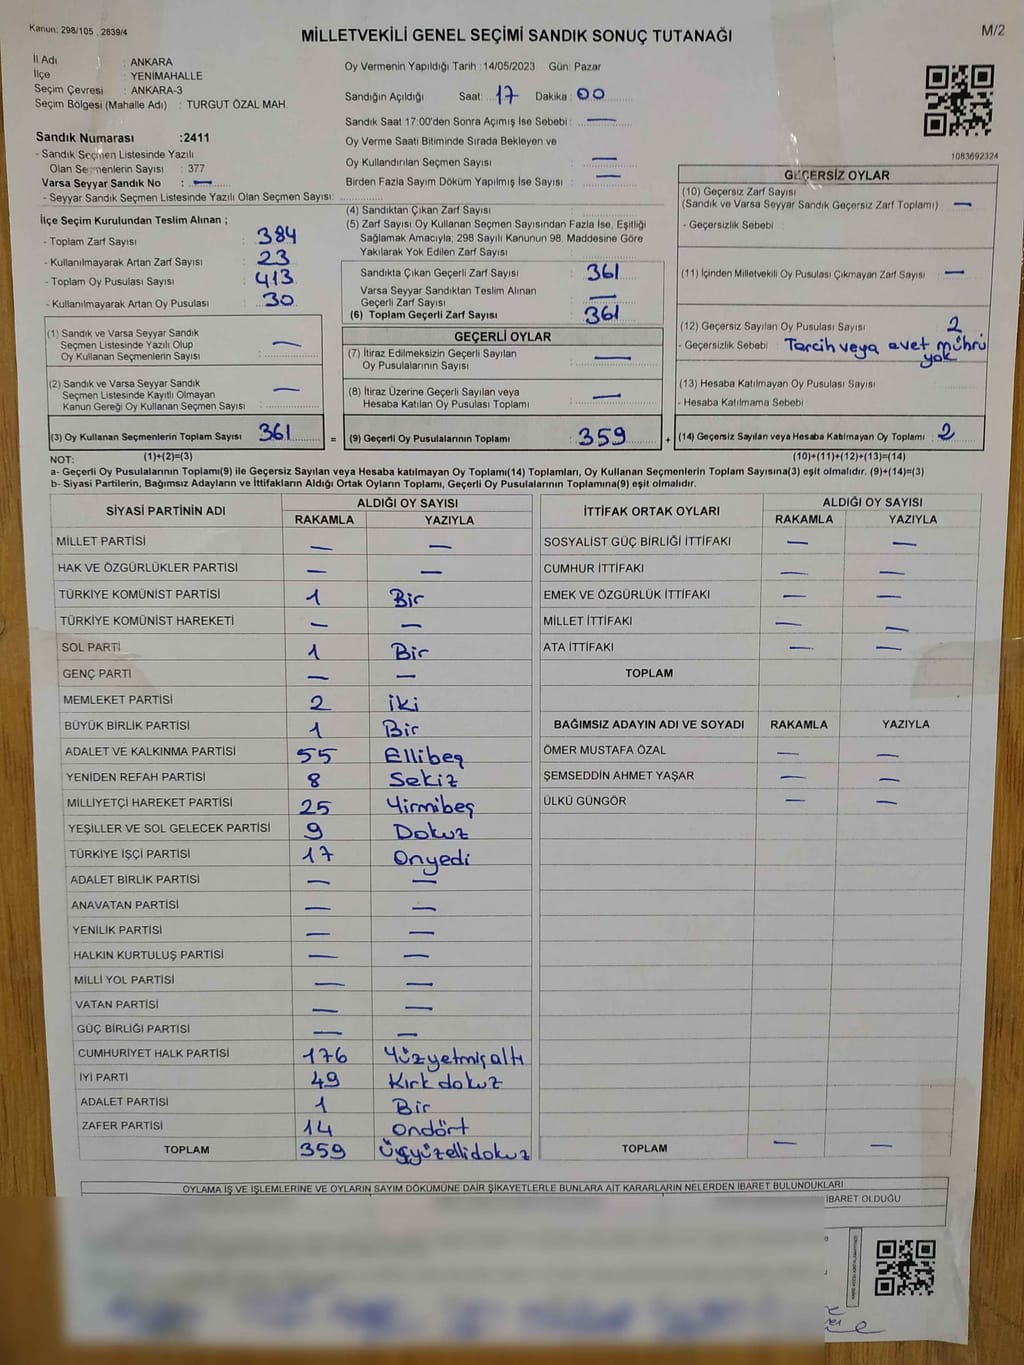 Kanun; 298/105 , 2839/4
MİLLETVEKİLİ GENEL SEÇİMİ SANDIK SONUÇ TUTANAĞI
M/2
İl Adı : ANKARA
İlçe : YENİMAHALLE
Seçim Çevresi : ANKARA-3
Seçim Bölgesi (Mahalle Adı) : TURGUT ÖZAL MAH.
Sandık Numarası :2411
- Sandık Seçmen Listesinde Yazılı
Olan Seçmenlerin Sayısı : 377
Varsa Seyyar Sandık No : —
- Seyyar Sandık Seçmen Listesinde Yazılı Olan Seçmen Sayısı:
Oy Vermenin Yapıldığı Tarih :14/05/2023 Gün: Pazar
Sandığın Açıldığı Saat: 17 Dakika: 00
Sandık Saat 17:00'den Sonra Açımış İse Sebebi : —
Oy Verme Saati Bitiminde Sırada Bekleyen ve
Oy Kullandırılan Seçmen Sayısı : —
Birden Fazla Sayım Döküm Yapılmış İse Sayısı : —
1083692324
İlçe Seçim Kurulundan Teslim Alınan ;
- Toplam Zarf Sayısı : 384
- Kullanılmayarak Artan Zarf Sayısı : 23
- Toplam Oy Pusulası Sayısı : 413
- Kullanılmayarak Artan Oy Pusulası : 30
(4) Sandıktan Çıkan Zarf Sayısı :
(5) Zarf Sayısı Oy Kullanan Seçmen Sayısından Fazla İse, Eşitliği
Sağlamak Amacıyla, 298 Sayılı Kanunun 98. Maddesine Göre
Yakılarak Yok Edilen Zarf Sayısı :
Sandıkta Çıkan Geçerli Zarf Sayısı : 361
Varsa Seyyar Sandıktan Teslim Alınan
Geçerli Zarf Sayısı : —
(6) Toplam Geçerli Zarf Sayısı : 361
GEÇERSİZ OYLAR
(10) Geçersiz Zarf Sayısı
(Sandık ve Varsa Seyyar Sandık Geçersiz Zarf Toplamı) : —
- Geçersizlik Sebebi :
(11) İçinden Milletvekili Oy Pusulası Çıkmayan Zarf Sayısı : —
(12) Geçersiz Sayılan Oy Pusulası Sayısı : 2
- Geçersizlik Sebebi : Tercih veya evet mührü
yok
(13) Hesaba Katılmayan Oy Pusulası Sayısı :
- Hesaba Katılmama Sebebi :
(1) Sandık ve Varsa Seyyar Sandık
Seçmen Listesinde Yazılı Olup
Oy Kullanan Seçmenlerin Sayısı : —
(2) Sandık ve Varsa Seyyar Sandık
Seçmen Listesinde Kayıtlı Olmayan
Kanun Gereği Oy Kullanan Seçmen Sayısı : —
GEÇERLİ OYLAR
(7) İtiraz Edilmeksizin Geçerli Sayılan
Oy Pusulalarının Sayısı : —
(8) İtiraz Üzerine Geçerli Sayılan veya
Hesaba Katılan Oy Pusulası Toplamı : —
(3) Oy Kullanan Seçmenlerin Toplam Sayısı : 361 = (9) Geçerli Oy Pusulalarının Toplamı : 359 + (14) Geçersiz Sayılan veya Hesaba Katılmayan Oy Toplamı : 2
NOT: (1)+(2)=(3) (10)+(11)+(12)+(13)=(14)
a- Geçerli Oy Pusulalarının Toplamı(9) ile Geçersiz Sayılan veya Hesaba katılmayan Oy Toplamı(14) Toplamları, Oy Kullanan Seçmenlerin Toplam Sayısına(3) eşit olmalıdır. (9)+(14)=(3)
b- Siyasi Partilerin, Bağımsız Adayların ve İttifakların Aldığı Ortak Oyların Toplamı, Geçerli Oy Pusulalarının Toplamına(9) eşit olmalıdır.
SİYASİ PARTİNİN ADI ALDIĞI OY SAYISI
RAKAMLA YAZIYLA
MİLLET PARTİSİ — —
HAK VE ÖZGÜRLÜKLER PARTİSİ — —
TÜRKİYE KOMÜNİST PARTİSİ 1 Bir
TÜRKİYE KOMÜNİST HAREKETİ — —
SOL PARTİ 1 Bir
GENÇ PARTİ — —
MEMLEKET PARTİSİ 2 iki
BÜYÜK BİRLİK PARTİSİ 1 Bir
ADALET VE KALKINMA PARTİSİ 55 Ellibeş
YENİDEN REFAH PARTİSİ 8 Sekiz
MİLLİYETÇİ HAREKET PARTİSİ 25 Yirmibeş
YEŞİLLER VE SOL GELECEK PARTİSİ 9 Dokuz
TÜRKİYE İŞÇİ PARTİSİ 17 Onyedi
ADALET BİRLİK PARTİSİ — —
ANAVATAN PARTİSİ — —
YENİLİK PARTİSİ — —
HALKIN KURTULUŞ PARTİSİ — —
MİLLİ YOL PARTİSİ — —
VATAN PARTİSİ — —
GÜÇ BİRLİĞİ PARTİSİ — —
CUMHURİYET HALK PARTİSİ 176 Yüzyetmişaltı
İYİ PARTİ 49 Kırkdokuz
ADALET PARTİSİ 1 Bir
ZAFER PARTİSİ 14 Ondört
TOPLAM 359 Üçyüzellidokuz
İTTİFAK ORTAK OYLARI ALDIĞI OY SAYISI
RAKAMLA YAZIYLA
SOSYALİST GÜÇ BİRLİĞİ İTTİFAKI — —
CUMHUR İTTİFAKI — —
EMEK VE ÖZGÜRLÜK İTTİFAKI — —
MİLLET İTTİFAKI — —
ATA İTTİFAKI — —
TOPLAM
BAĞIMSIZ ADAYIN ADI VE SOYADI RAKAMLA YAZIYLA
ÖMER MUSTAFA ÖZAL — —
ŞEMSEDDİN AHMET YAŞAR — —
ÜLKÜ GÜNGÖR — —
TOPLAM — —
OYLAMA İŞ VE İŞLEMLERİNE VE OYLARIN SAYIM DÖKÜMÜNE DAİR ŞİKAYETLERLE BUNLARA AİT KARARLARIN NELERDEN İBARET BULUNDUKLARI
İBARET OLDUĞU